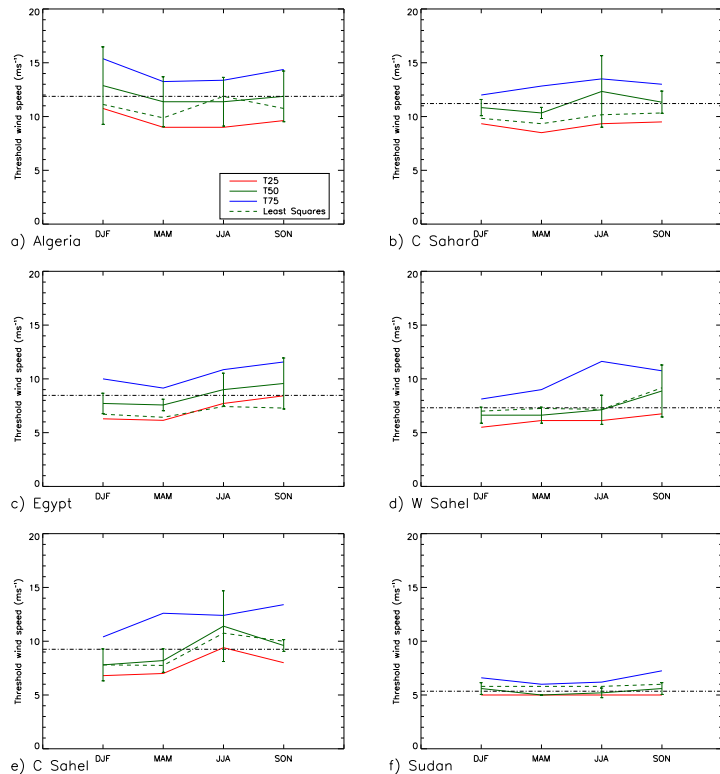 20
15
10
5
0
Threshold wind speed (ms⁻¹)
DJF
MAM
JJA
SON
T25
T50
T75
Least Squares
a) Algeria
20
15
10
5
0
Threshold wind speed (ms⁻¹)
DJF
MAM
JJA
SON
b) C Sahara
20
15
10
5
0
Threshold wind speed (ms⁻¹)
DJF
MAM
JJA
SON
c) Egypt
20
15
10
5
0
Threshold wind speed (ms⁻¹)
DJF
MAM
JJA
SON
d) W Sahel
20
15
10
5
0
Threshold wind speed (ms⁻¹)
DJF
MAM
JJA
SON
e) C Sahel
20
15
10
5
0
Threshold wind speed (ms⁻¹)
DJF
MAM
JJA
SON
f) Sudan